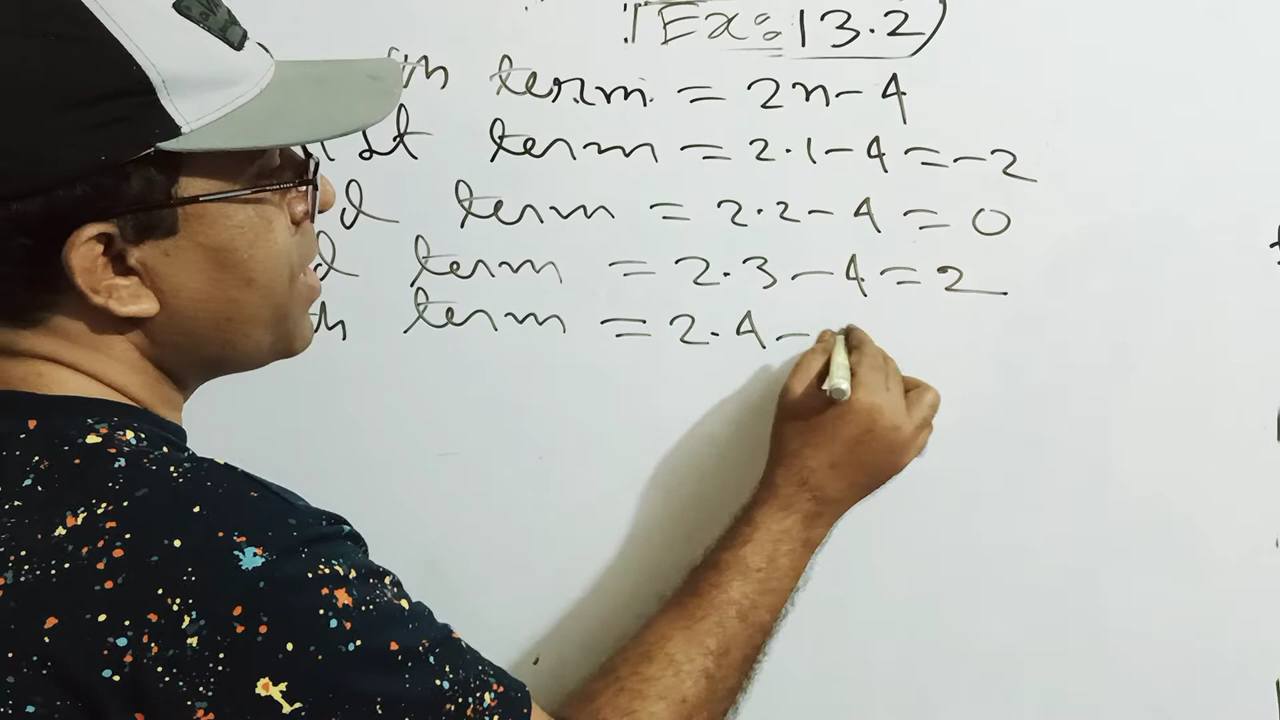 Ex: 13.2)
term = 2n - 4
1st term = 2.1 - 4 = -2
term = 2.2 - 4 = 0
term = 2.3 - 4 = 2
term = 2.4 -